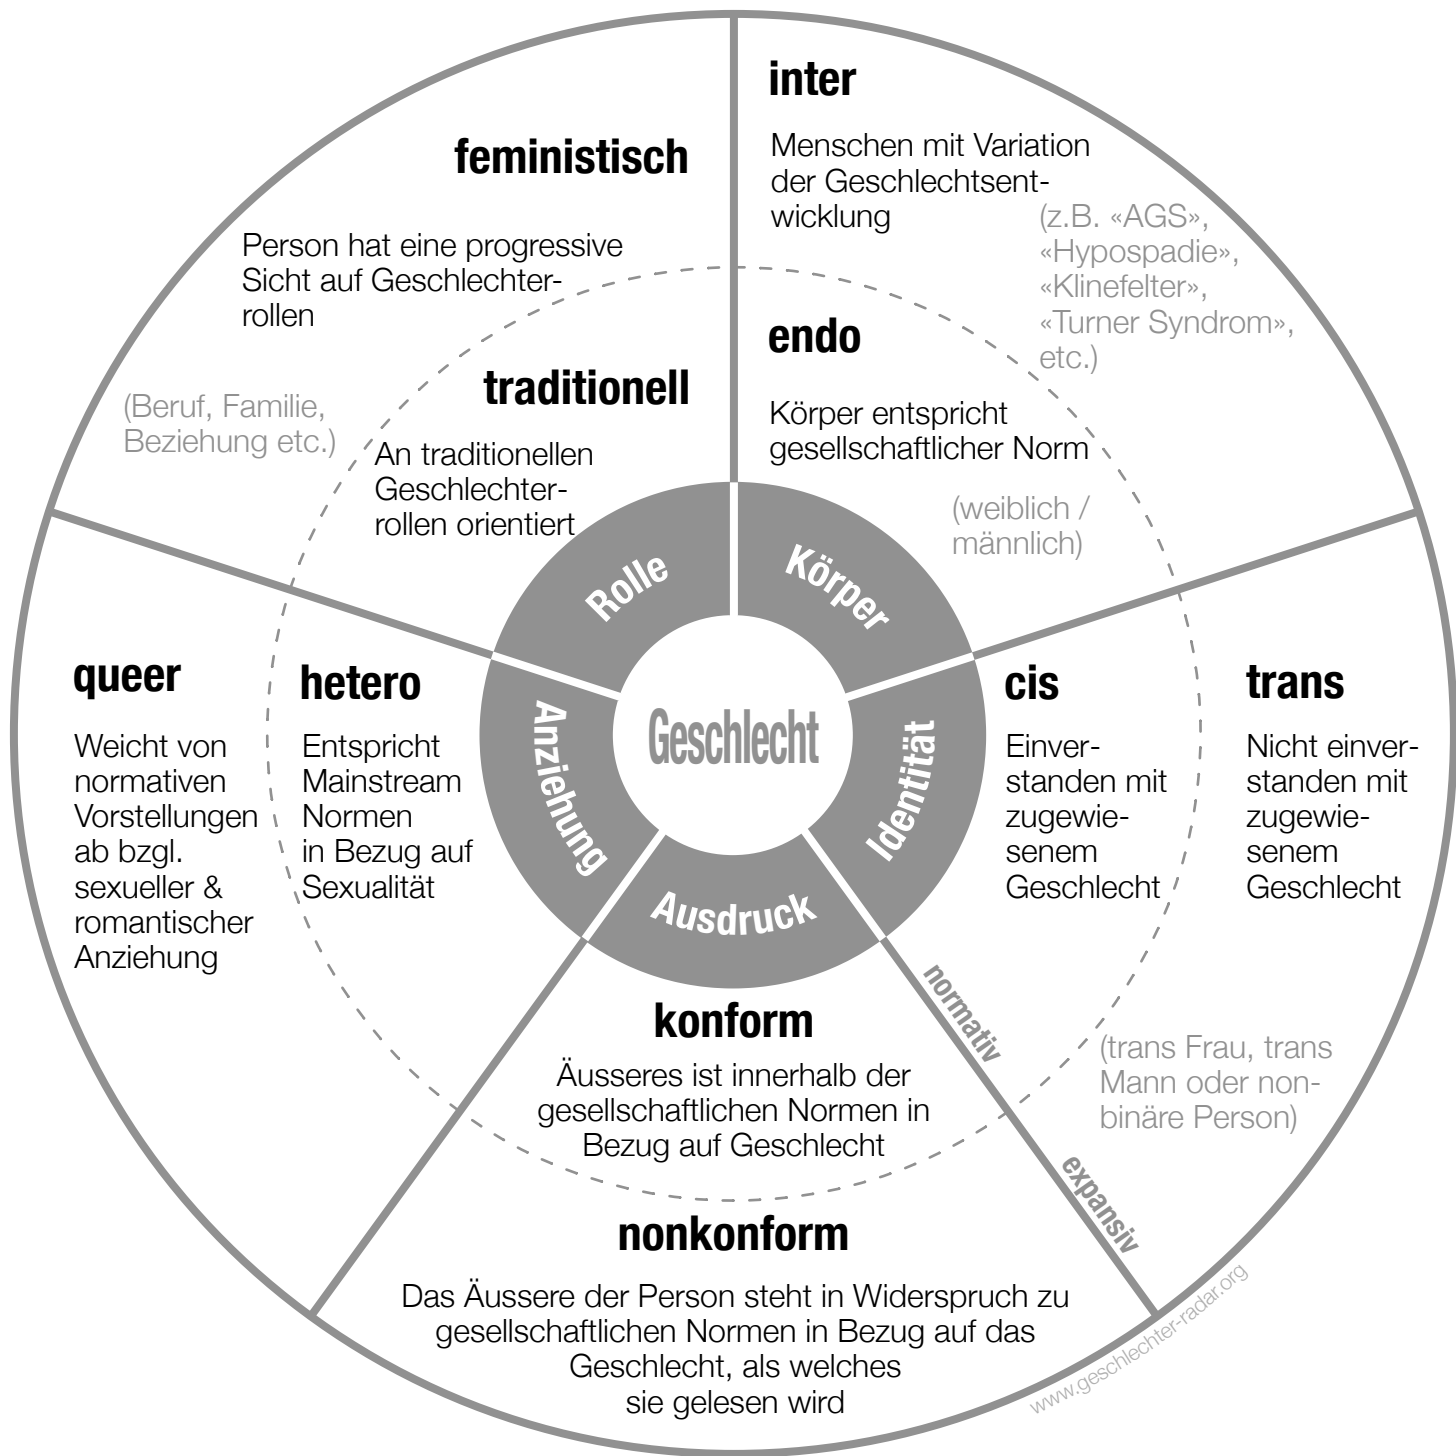 inter
Menschen mit Variation
der Geschlechtsent-
wicklung
(z.B. «AGS»,
«Hypospadie»,
«Klinefelter»,
«Turner Syndrom»,
etc.)
endo
Körper entspricht
gesellschaftlicher Norm
(weiblich /
männlich)
feministisch
Person hat eine progressive
Sicht auf Geschlechter-
rollen
(Beruf, Familie,
Beziehung etc.)
traditionell
An traditionellen
Geschlechter-
rollen orientiert
Rolle
Körper
Geschlecht
Anziehung
Identität
Ausdruck
queer
Weicht von
normativen
Vorstellungen
ab bzgl.
sexueller &
romantischer
Anziehung
hetero
Entspricht
Mainstream
Normen
in Bezug auf
Sexualität
cis
Einver-
standen mit
zugewie-
senem
Geschlecht
trans
Nicht einver-
standen mit
zugewie-
senem
Geschlecht
(trans Frau, trans
Mann oder non-
binäre Person)
normativ
expansiv
konform
Äusseres ist innerhalb der
gesellschaftlichen Normen in
Bezug auf Geschlecht
nonkonform
Das Äussere der Person steht in Widerspruch zu
gesellschaftlichen Normen in Bezug auf das
Geschlecht, als welches
sie gelesen wird
www.geschlechter-radar.org